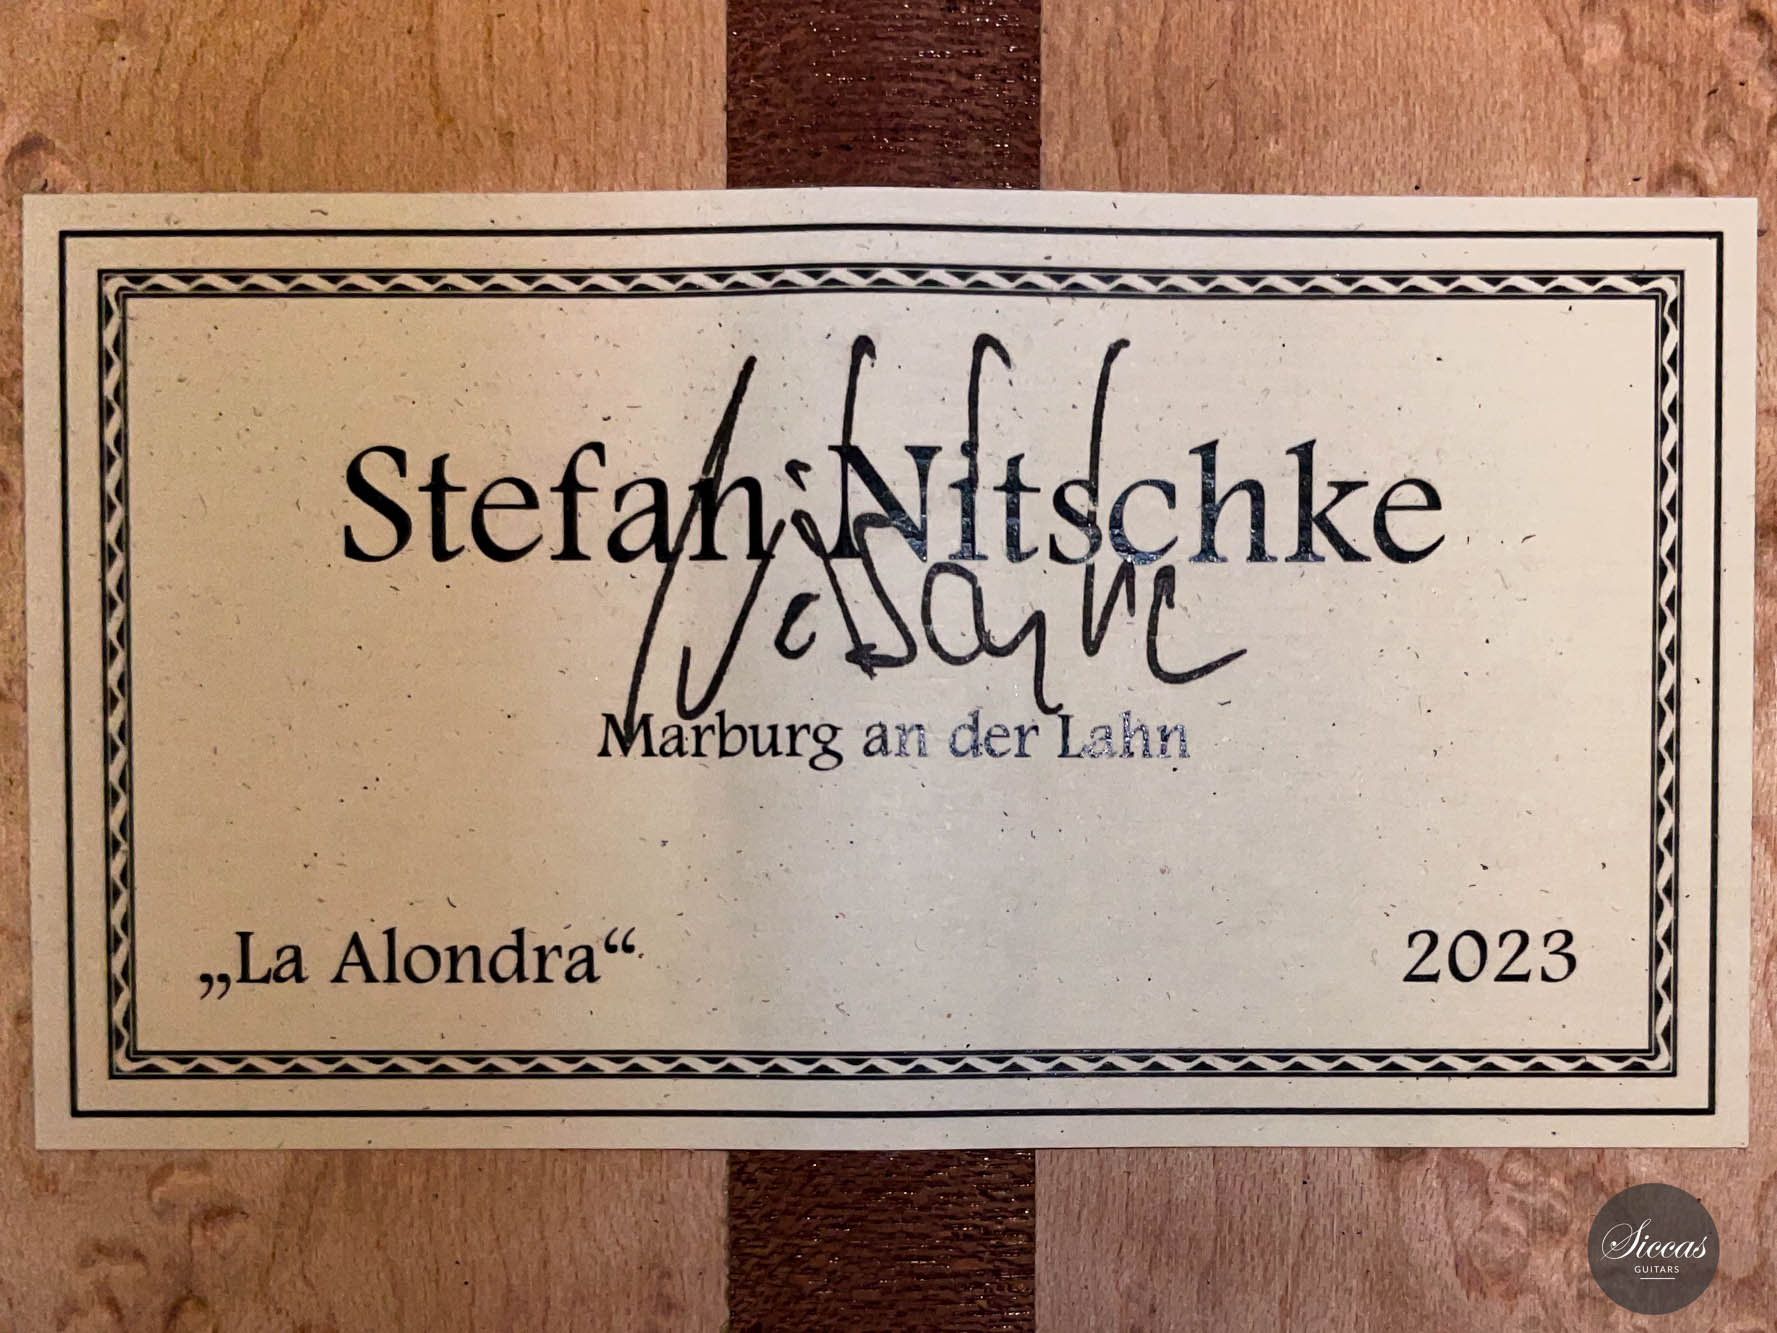 Stefan Nitschke
Marburg an der Lahn
„La Alondra“
2023
Siccas
GUITARS